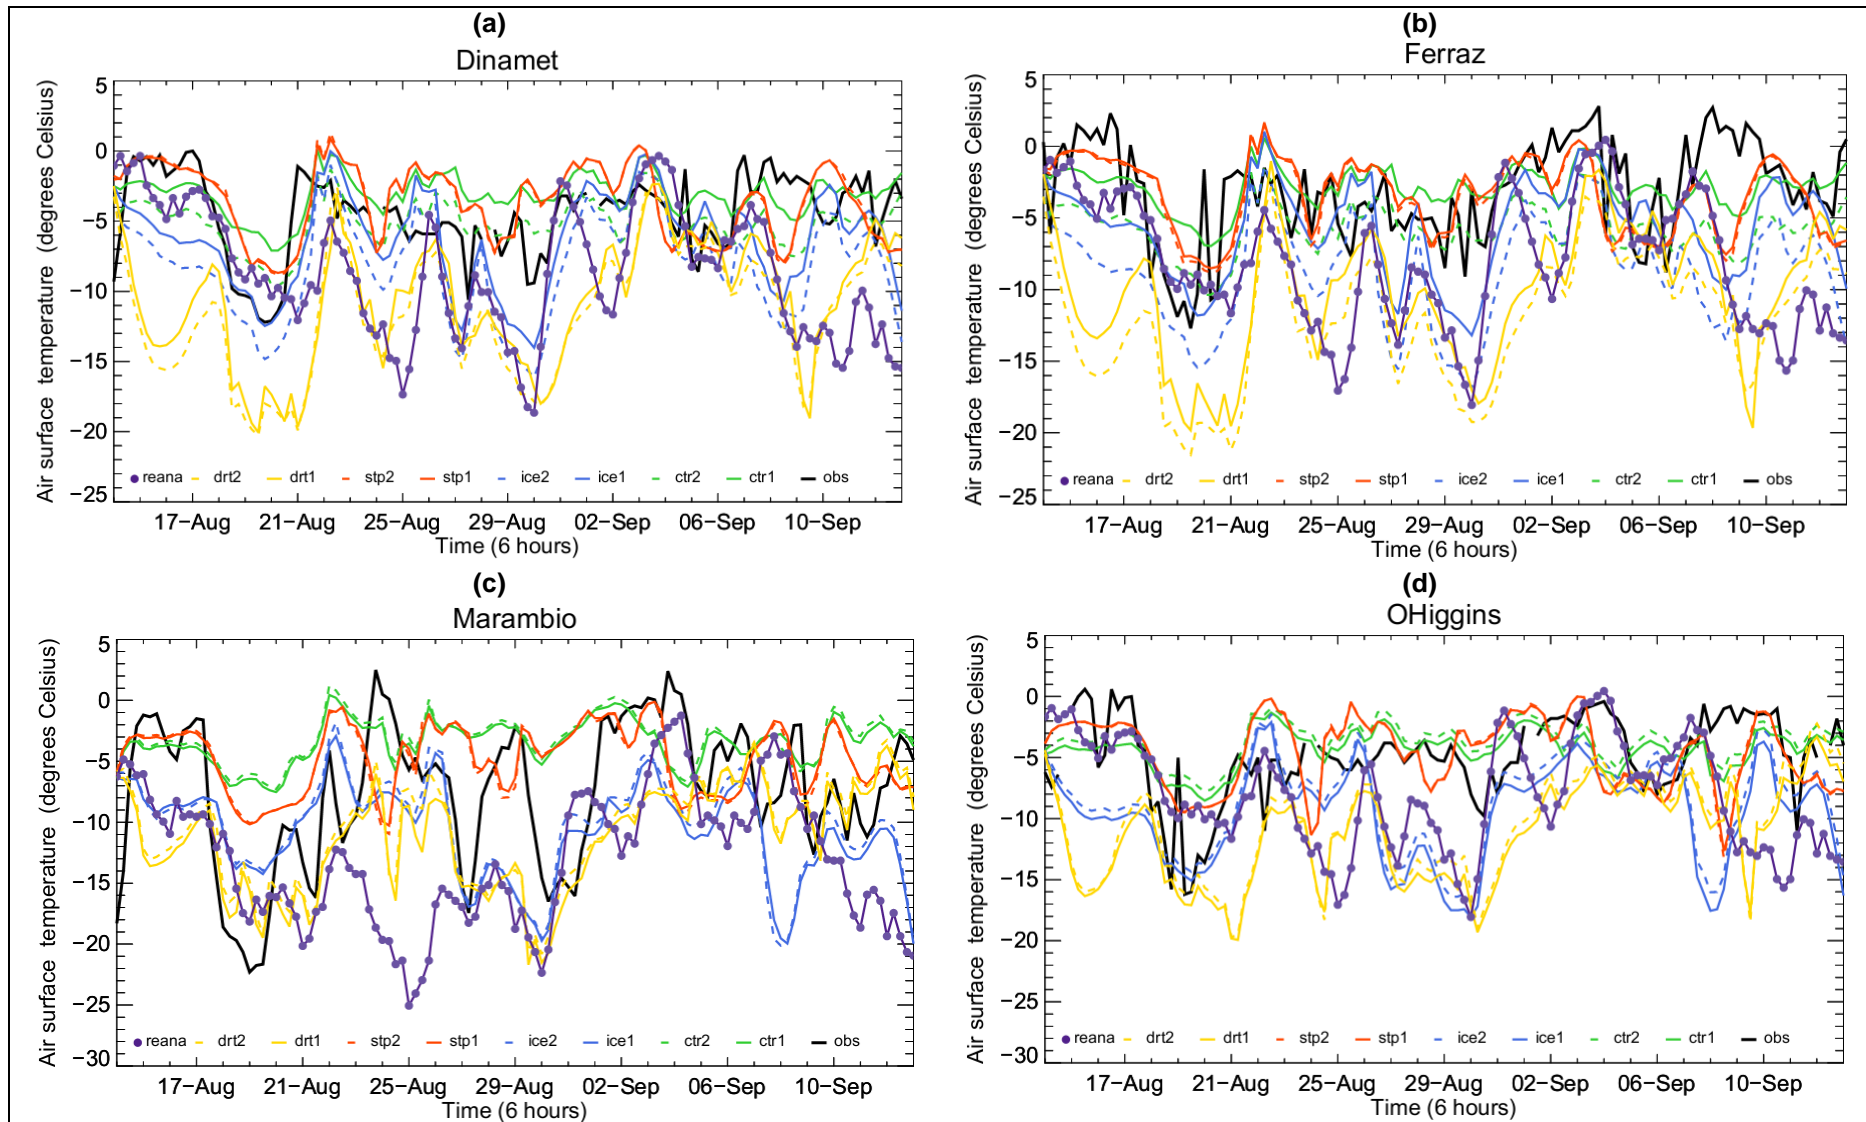 (a)
Dinamet
Air surface temperature (degrees Celsius)
5
0
−5
−10
−15
−20
−25
reana drt2 drt1 stp2 stp1 ice2 ice1 ctr2 ctr1 obs
17−Aug 21−Aug 25−Aug 29−Aug 02−Sep 06−Sep 10−Sep
Time (6 hours)
(b)
Ferraz
Air surface temperature (degrees Celsius)
5
0
−5
−10
−15
−20
−25
reana drt2 drt1 stp2 stp1 ice2 ice1 ctr2 ctr1 obs
17−Aug 21−Aug 25−Aug 29−Aug 02−Sep 06−Sep 10−Sep
Time (6 hours)
(c)
Marambio
Air surface temperature (degrees Celsius)
5
0
−5
−10
−15
−20
−25
−30
reana drt2 drt1 stp2 stp1 ice2 ice1 ctr2 ctr1 obs
17−Aug 21−Aug 25−Aug 29−Aug 02−Sep 06−Sep 10−Sep
Time (6 hours)
(d)
OHiggins
Air surface temperature (degrees Celsius)
5
0
−5
−10
−15
−20
−25
−30
reana drt2 drt1 stp2 stp1 ice2 ice1 ctr2 ctr1 obs
17−Aug 21−Aug 25−Aug 29−Aug 02−Sep 06−Sep 10−Sep
Time (6 hours)